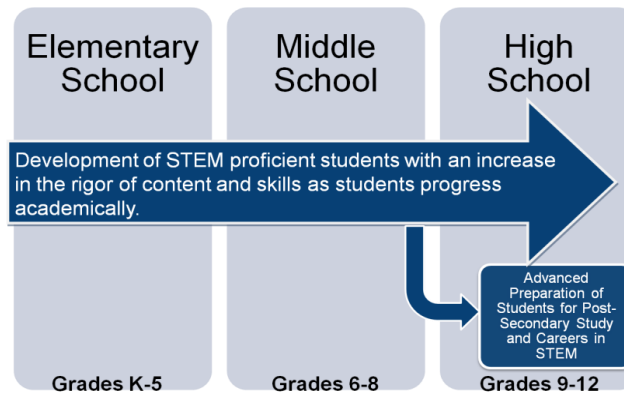 Elementary
School
Middle
School
High
School
Development of STEM proficient students with an increase
in the rigor of content and skills as students progress
academically.
Advanced
Preparation of
Students for Post-
Secondary Study
and Careers in
STEM
Grades K-5
Grades 6-8
Grades 9-12